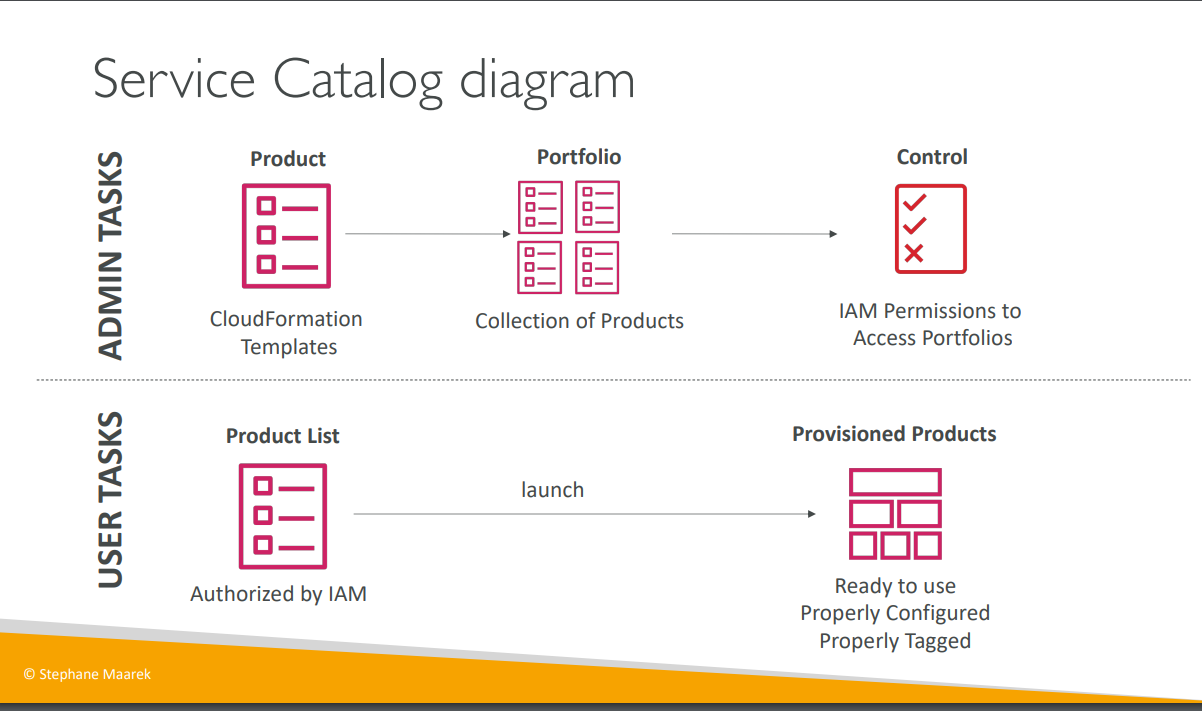 Service Catalog diagram
ADMIN TASKS
Product
Portfolio
Control
CloudFormation
Templates
Collection of Products
IAM Permissions to
Access Portfolios
USER TASKS
Product List
launch
Provisioned Products
Authorized by IAM
Ready to use
Properly Configured
Properly Tagged
© Stephane Maarek